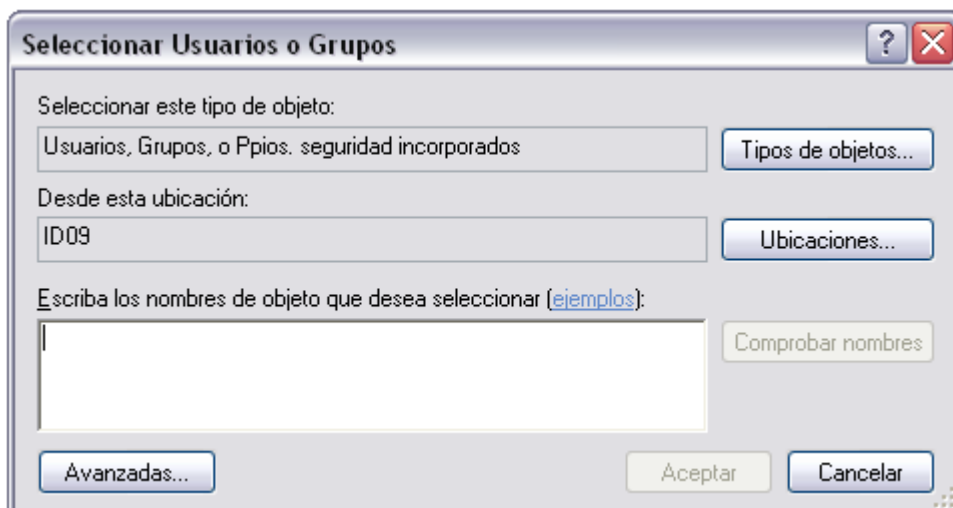 Seleccionar Usuarios o Grupos
?
Seleccionar este tipo de objeto:
Usuarios, Grupos, o Ppios. seguridad incorporados
Tipos de objetos...
Desde esta ubicación:
ID09
Ubicaciones...
Escriba los nombres de objeto que desea seleccionar (ejemplos):
Comprobar nombres
Avanzadas...
Aceptar
Cancelar